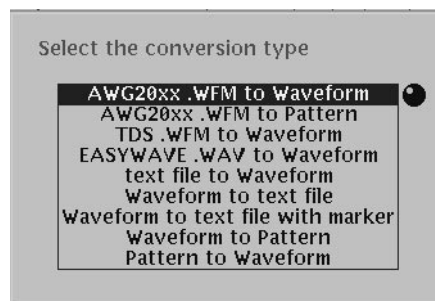 Select the conversion type
AWG20xx .WFM to Waveform
AWG20xx .WFM to Pattern
TDS .WFM to Waveform
EASYWAVE .WAV to Waveform
text file to Waveform
Waveform to text file
Waveform to text file with marker
Waveform to Pattern
Pattern to Waveform